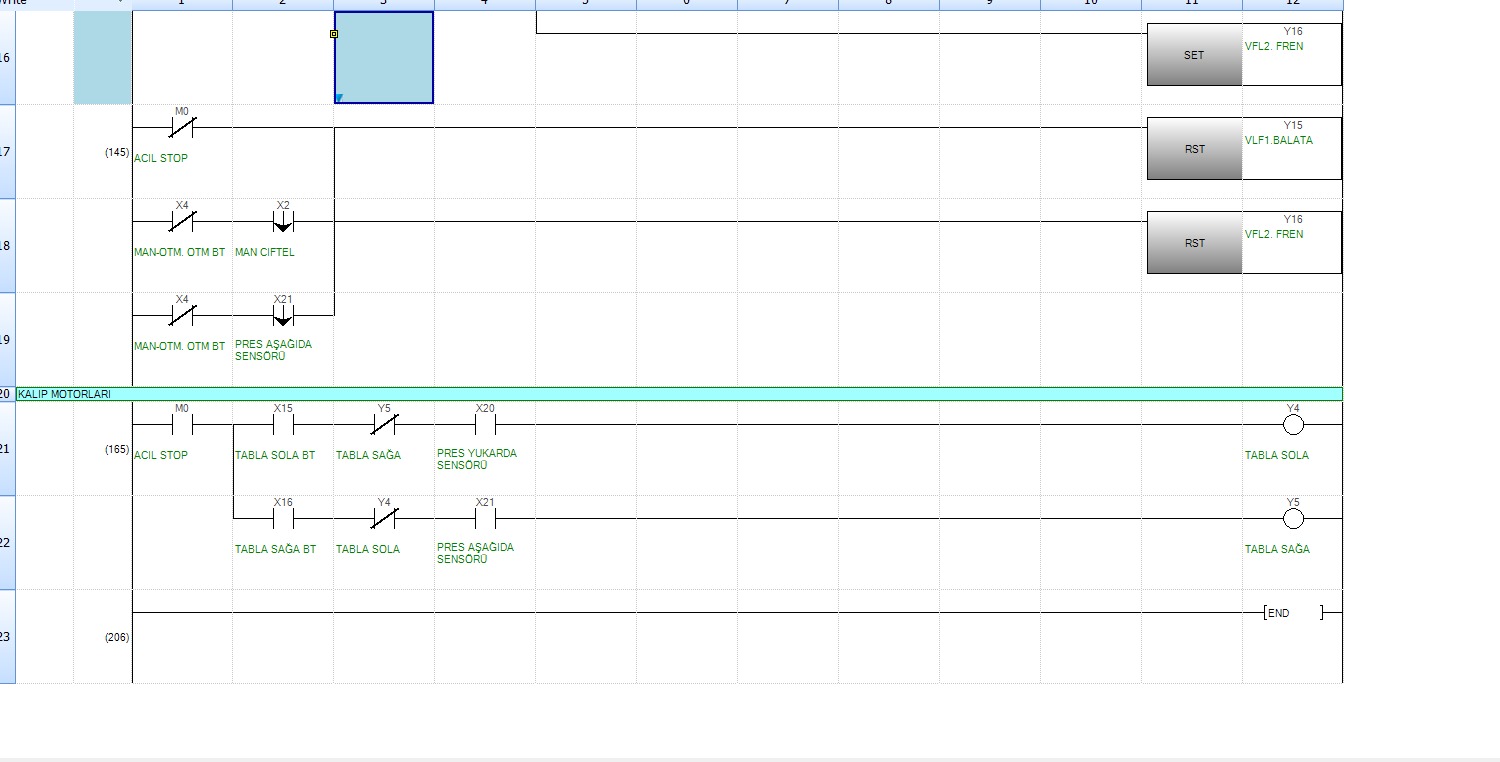 Write
1 2 3 4 5 6 7 8 9 10 11 12
16
SET
Y16
VFL2. FREN
17
(145)
M0
ACIL STOP
RST
Y15
VLF1.BALATA
18
X4
MAN-OTM. OTM BT
X2
MAN CIFTEL
RST
Y16
VFL2. FREN
19
X4
MAN-OTM. OTM BT
X21
PRES AŞAĞIDA
SENSÖRÜ
20 KALIP MOTORLARI
21
(165)
M0
ACIL STOP
X15
TABLA SOLA BT
Y5
TABLA SAĞA
X20
PRES YUKARDA
SENSÖRÜ
Y4
TABLA SOLA
22
X16
TABLA SAĞA BT
Y4
TABLA SOLA
X21
PRES AŞAĞIDA
SENSÖRÜ
Y5
TABLA SAĞA
23
(206)
[END ]